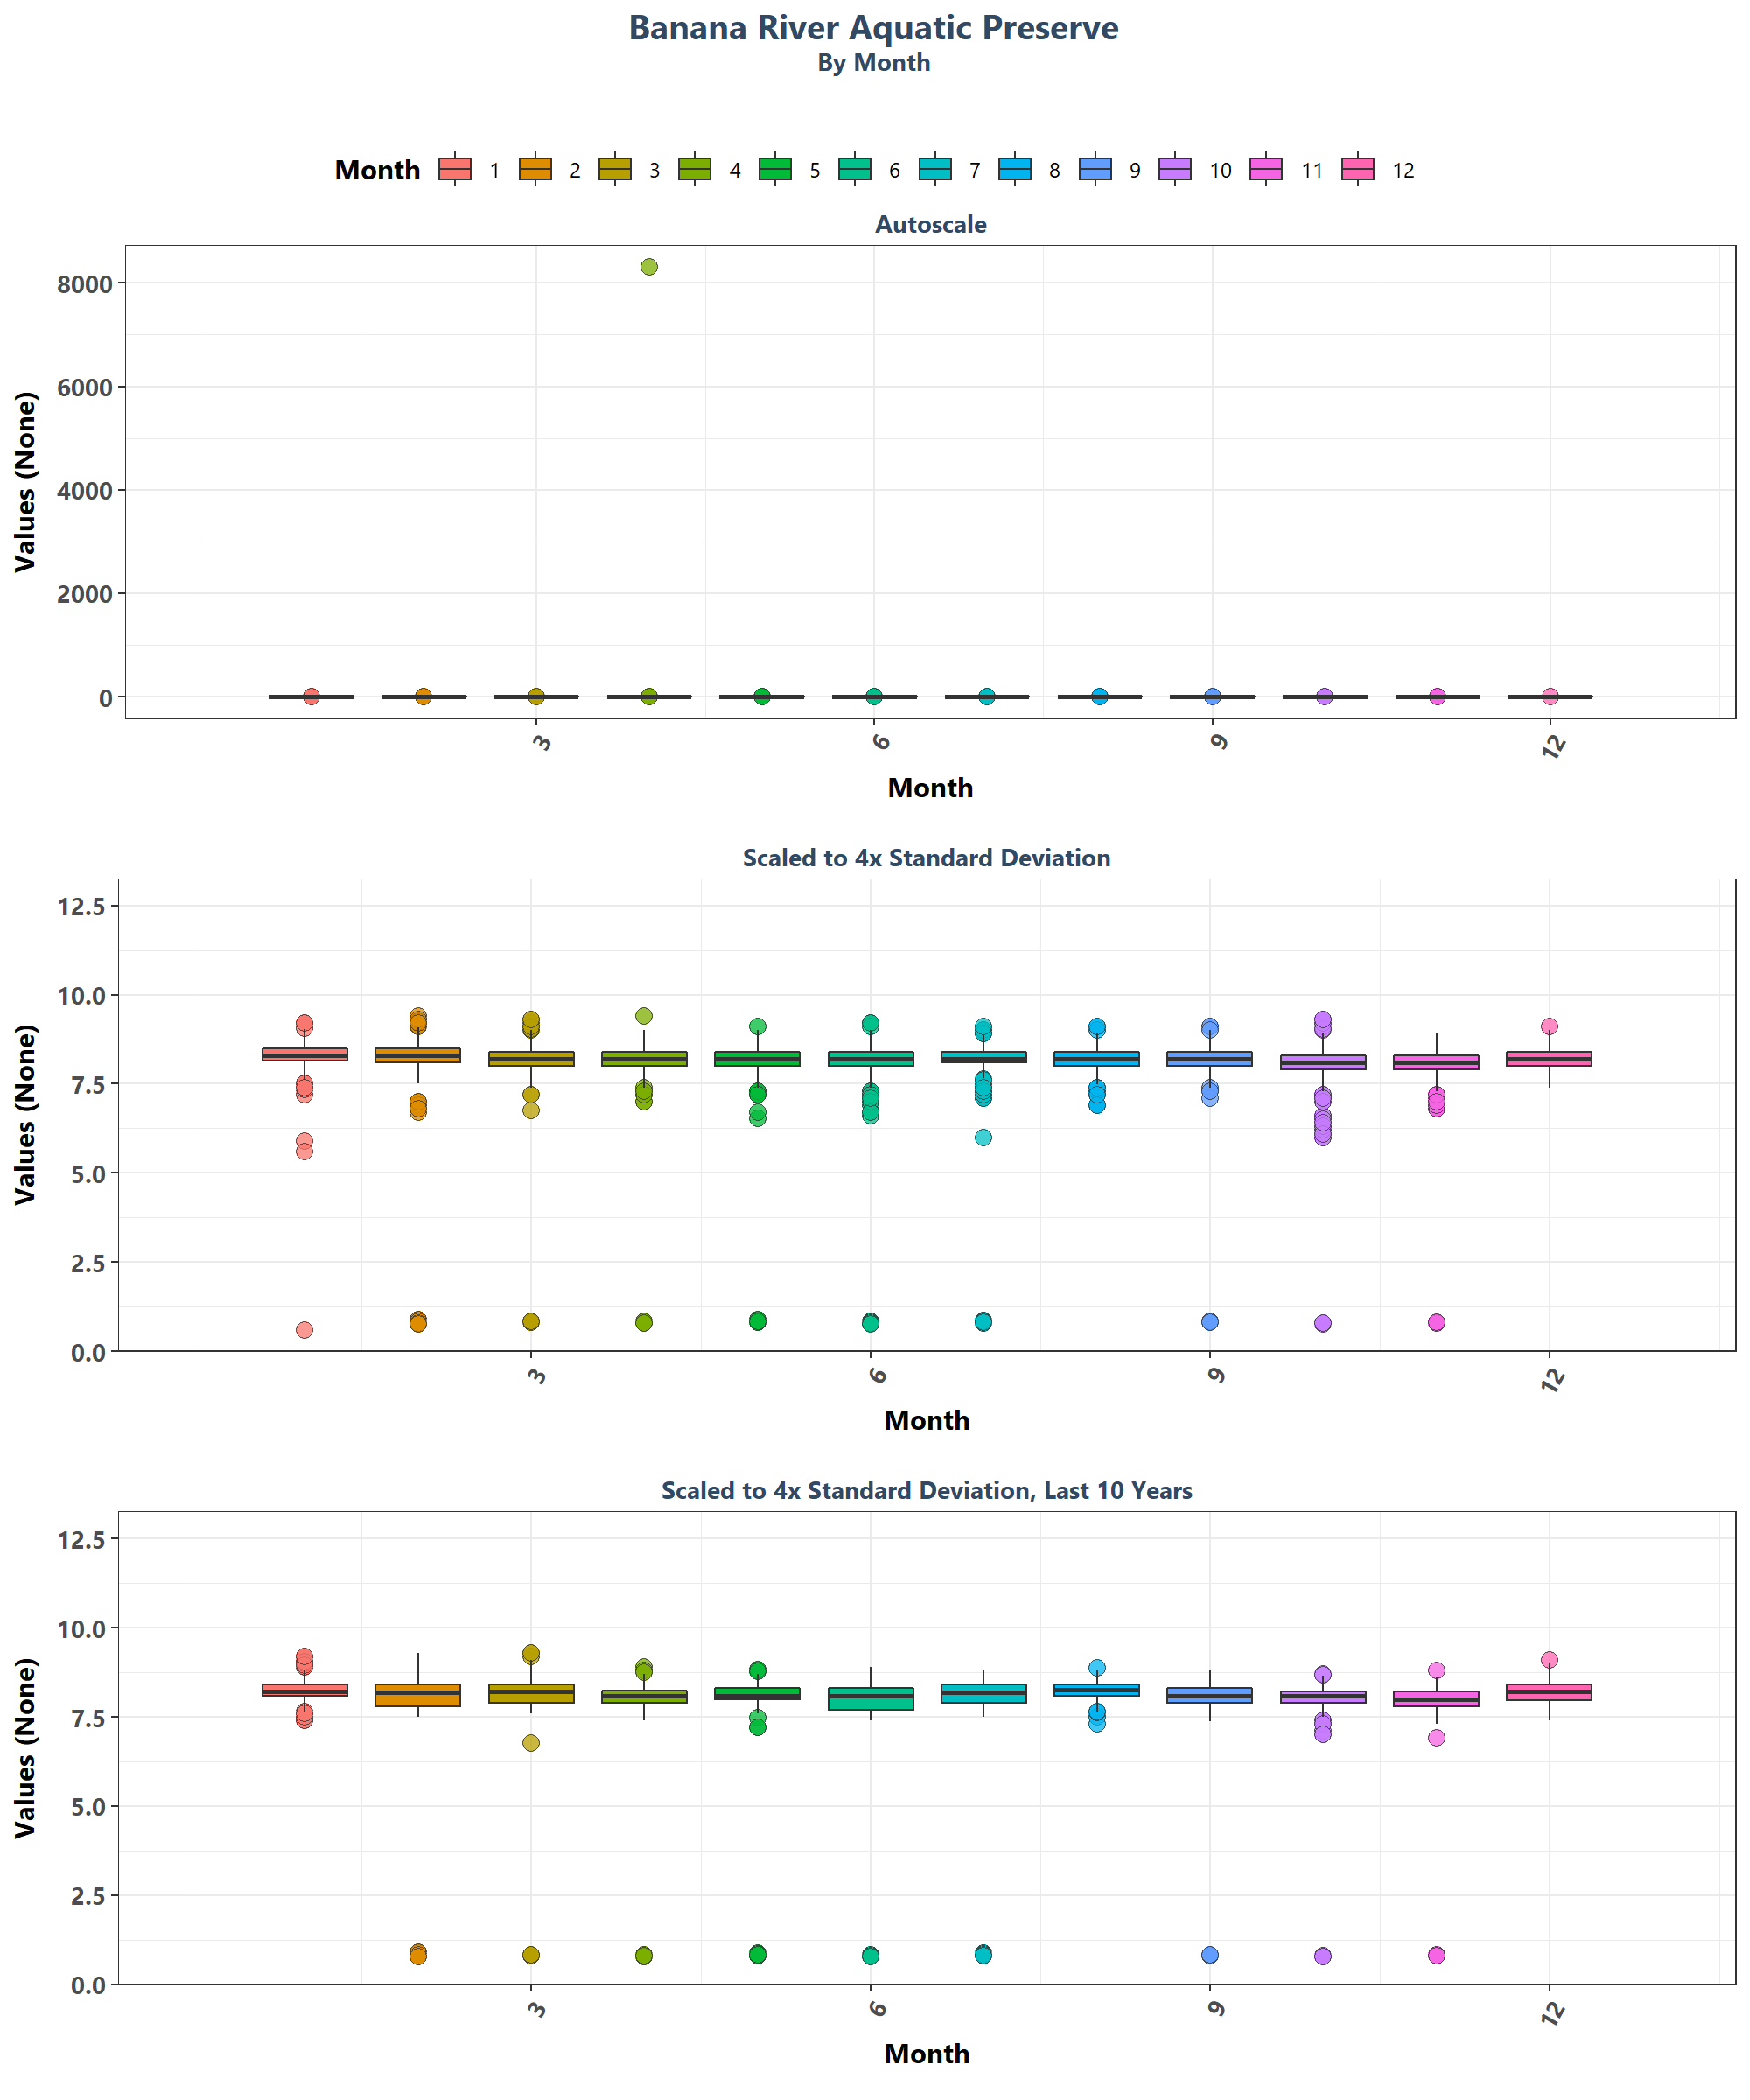 Banana River Aquatic Preserve
By Month
Month 1 2 3 4 5 6 7 8 9 10 11 12
Autoscale
Values (None)
8000
6000
4000
2000
0
3 6 9 12
Month
Scaled to 4x Standard Deviation
Values (None)
12.5
10.0
7.5
5.0
2.5
0.0
3 6 9 12
Month
Scaled to 4x Standard Deviation, Last 10 Years
Values (None)
12.5
10.0
7.5
5.0
2.5
0.0
3 6 9 12
Month